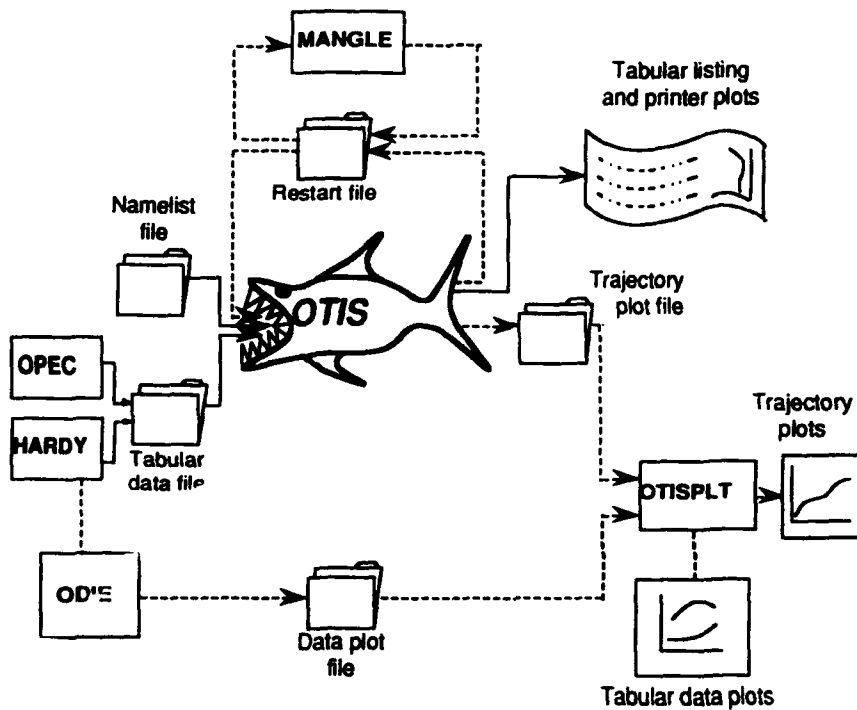 MANGLE
Tabular listing
and printer plots
Restart file
Namelist
file
OTIS
Trajectory
plot file
OPEC
HARDY
Tabular
data file
Trajectory
plots
OTISPLT
Data plot
file
Tabular data plots